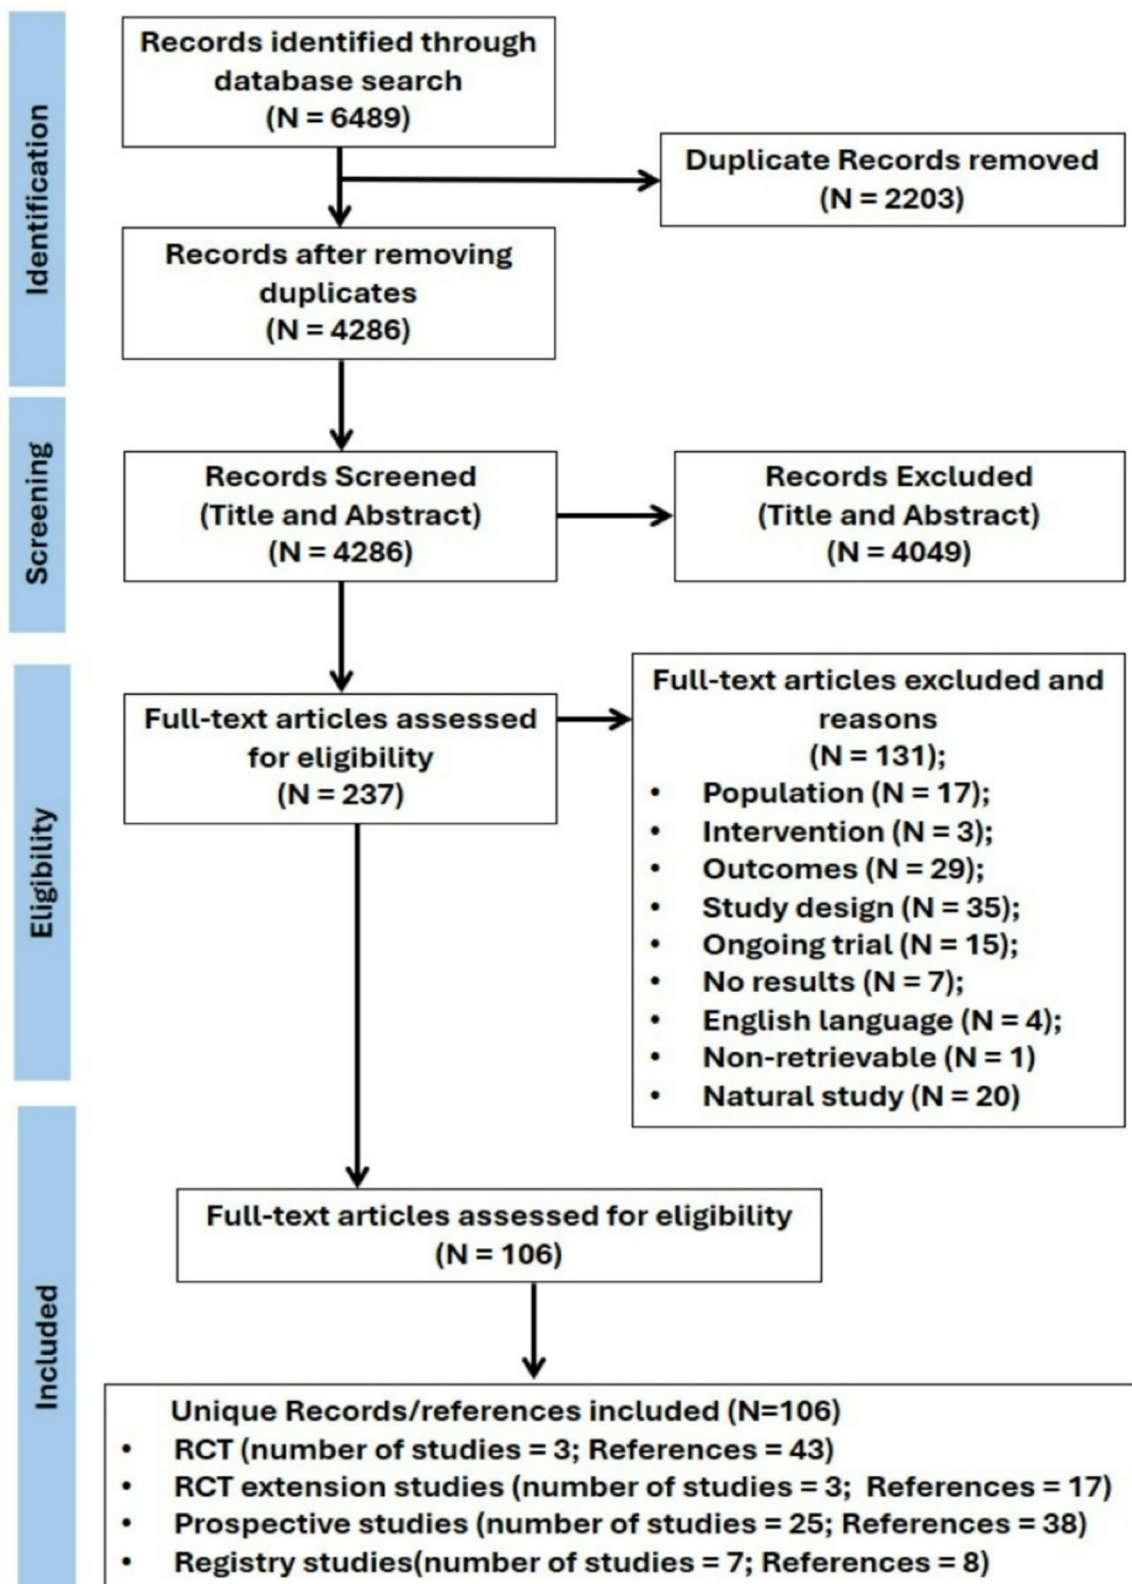 Identification
Records identified through
database search
(N = 6489)
Duplicate Records removed
(N = 2203)
Records after removing
duplicates
(N = 4286)
Screening
Records Screened
(Title and Abstract)
(N = 4286)
Records Excluded
(Title and Abstract)
(N = 4049)
Eligibility
Full-text articles assessed
for eligibility
(N = 237)
Full-text articles excluded and
reasons
(N = 131);
• Population (N = 17);
• Intervention (N = 3);
• Outcomes (N = 29);
• Study design (N = 35);
• Ongoing trial (N = 15);
• No results (N = 7);
• English language (N = 4);
• Non-retrievable (N = 1)
• Natural study (N = 20)
Included
Full-text articles assessed for eligibility
(N = 106)
Unique Records/references included (N=106)
• RCT (number of studies = 3; References = 43)
• RCT extension studies (number of studies = 3; References = 17)
• Prospective studies (number of studies = 25; References = 38)
• Registry studies(number of studies = 7; References = 8)